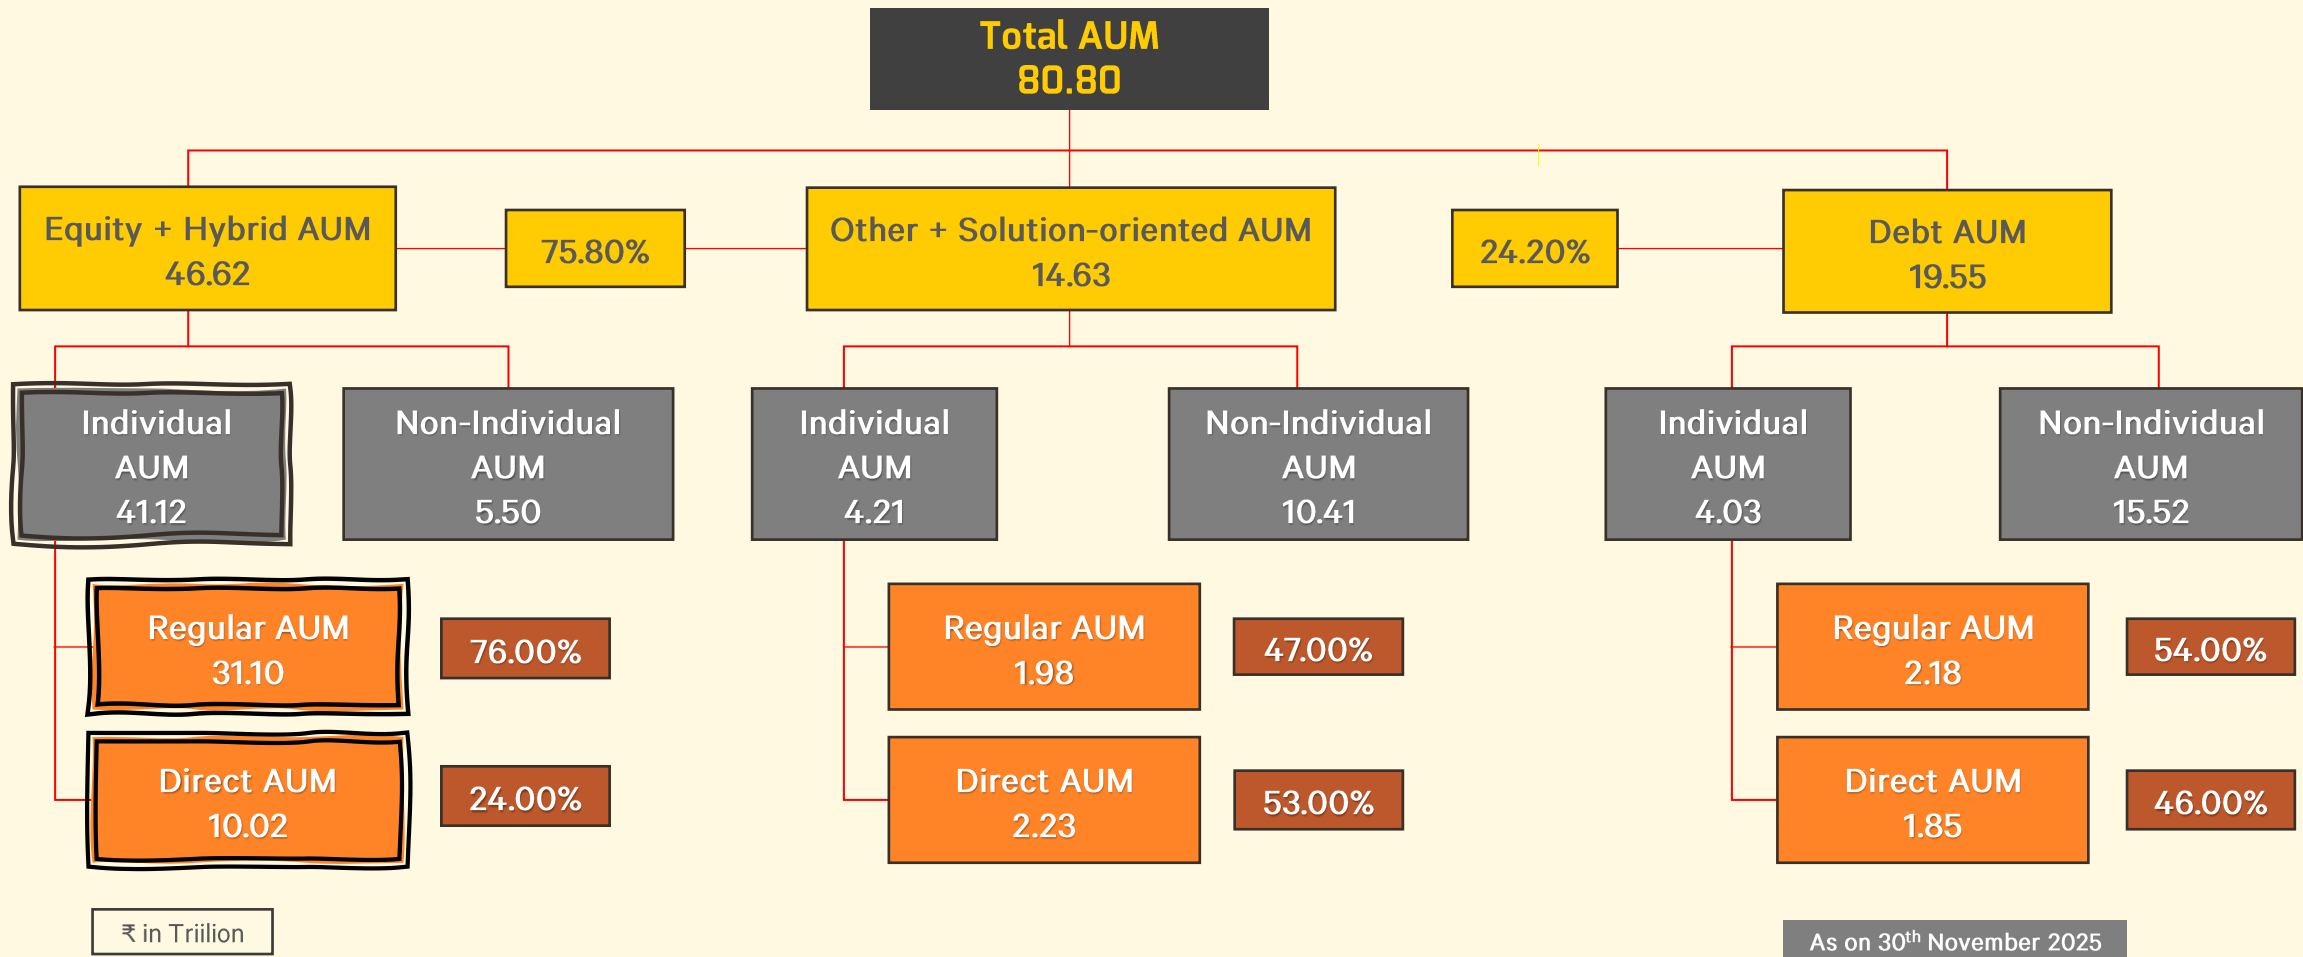 Total AUM
80.80
Equity + Hybrid AUM
46.62
75.80%
Other + Solution-oriented AUM
14.63
24.20%
Debt AUM
19.55
Individual
AUM
41.12
Non-Individual
AUM
5.50
Individual
AUM
4.21
Non-Individual
AUM
10.41
Individual
AUM
4.03
Non-Individual
AUM
15.52
Regular AUM
31.10
76.00%
Regular AUM
1.98
47.00%
Regular AUM
2.18
54.00%
Direct AUM
10.02
24.00%
Direct AUM
2.23
53.00%
Direct AUM
1.85
46.00%
₹ in Triilion
As on 30th November 2025